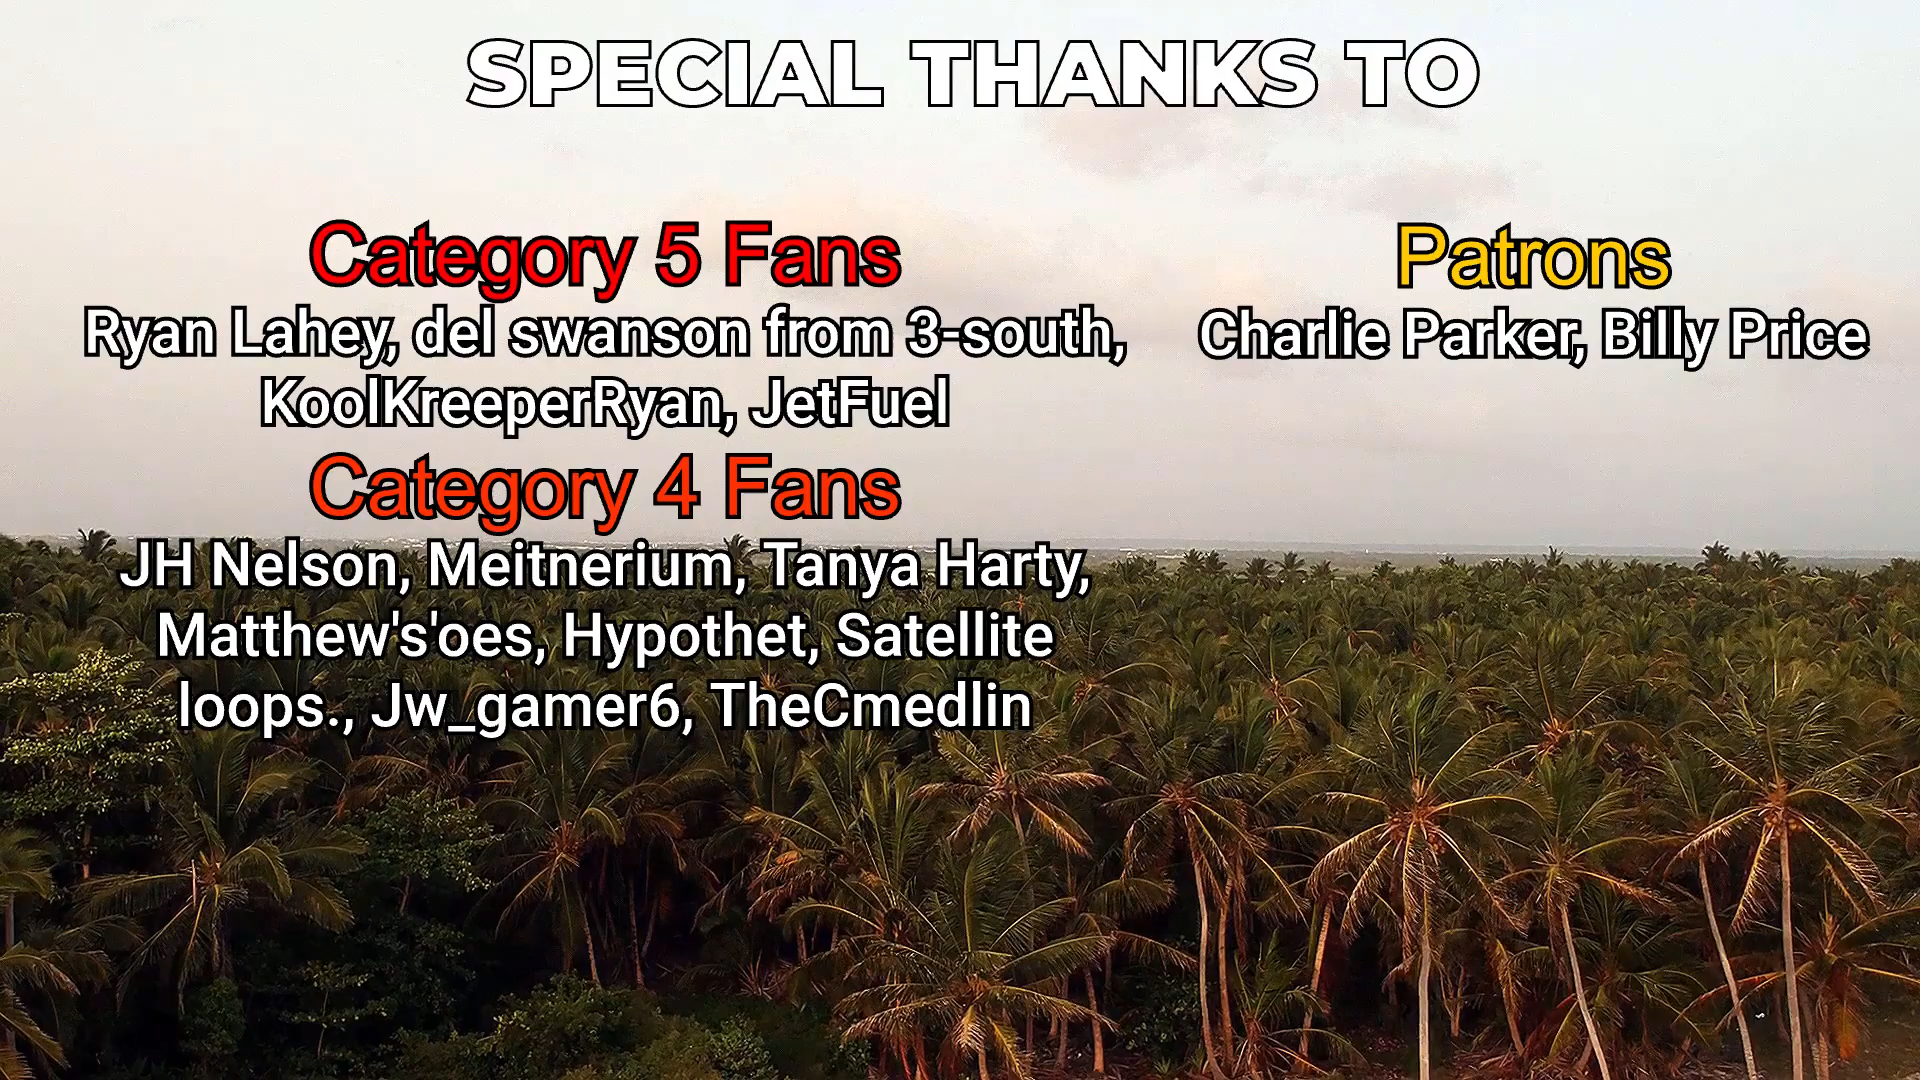 SPECIAL THANKS TO
Category 5 Fans
Ryan Lahey, del swanson from 3-south,
KoolKreeperRyan, JetFuel
Category 4 Fans
JH Nelson, Meitnerium, Tanya Harty,
Matthew's'oes, Hypothet, Satellite
loops., Jw_gamer6, TheCmedlin
Patrons
Charlie Parker, Billy Price